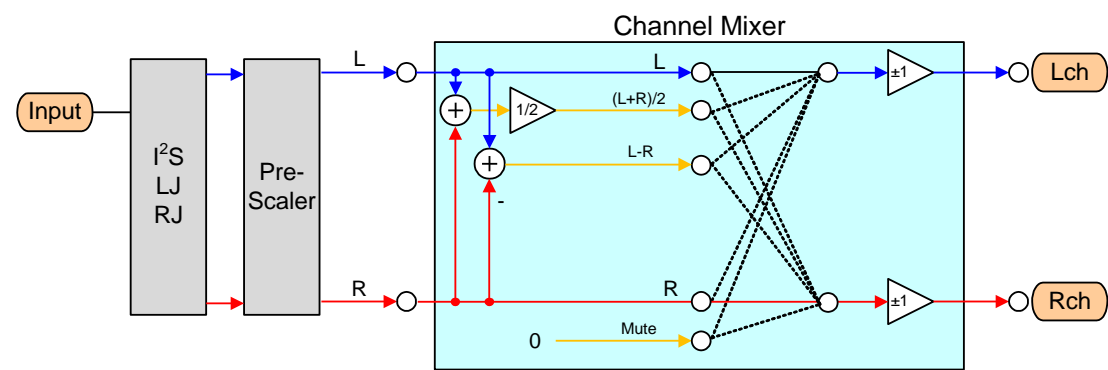 Channel Mixer
Input
I²S
LJ
RJ
Pre-
Scaler
L
L
±1
Lch
+
1/2
(L+R)/2
+
L-R
-
R
R
±1
Rch
0
Mute